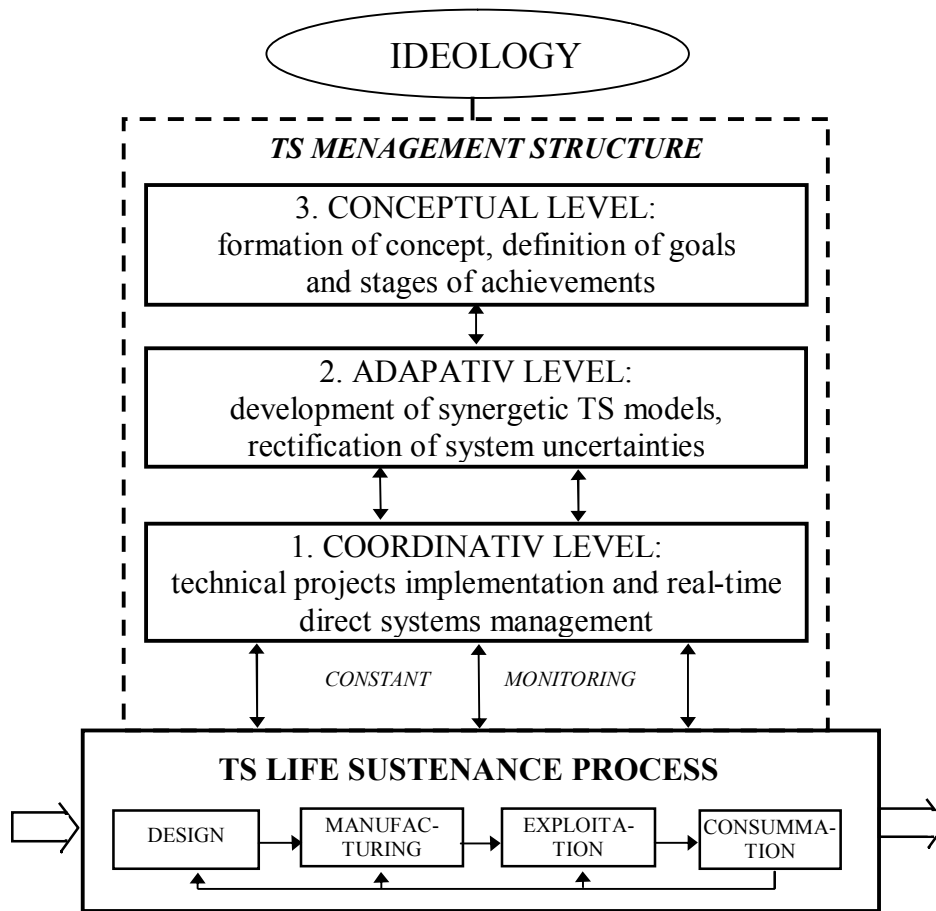 IDEOLOGY
TS MENAGEMENT STRUCTURE
3. CONCEPTUAL LEVEL:
formation of concept, definition of goals
and stages of achievements
2. ADAPATIV LEVEL:
development of synergetic TS models,
rectification of system uncertainties
1. COORDINATIV LEVEL:
technical projects implementation and real-time
direct systems management
CONSTANT MONITORING
TS LIFE SUSTENANCE PROCESS
DESIGN
MANUFAC-
TURING
EXPLOITA-
TION
CONSUMMA-
TION